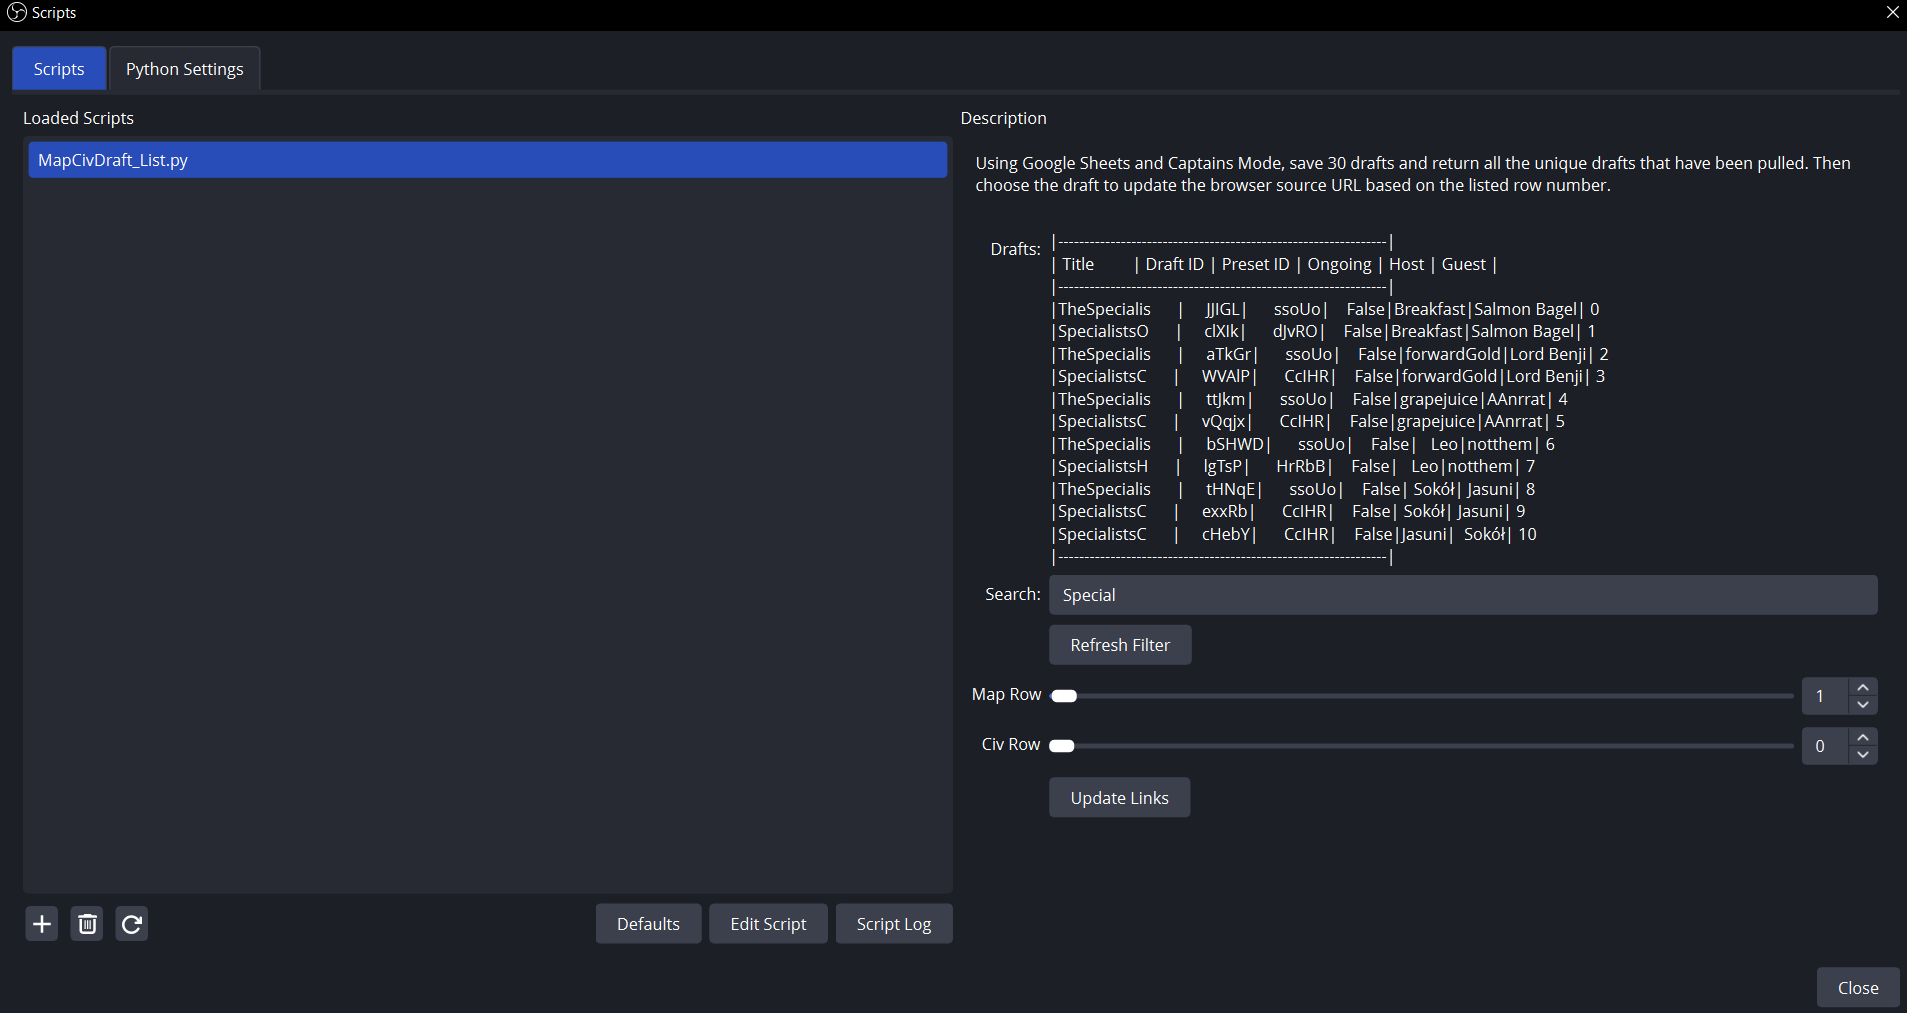 Scripts
Scripts
Python Settings
Loaded Scripts
MapCivDraft_List.py
Defaults
Edit Script
Script Log
Description
Using Google Sheets and Captains Mode, save 30 drafts and return all the unique drafts that have been pulled. Then
choose the draft to update the browser source URL based on the listed row number.
Drafts:
|---------------------------------------------------------------|
| Title | Draft ID | Preset ID | Ongoing | Host | Guest |
|---------------------------------------------------------------|
|TheSpecialis | JJIGL| ssoUo| False|Breakfast|Salmon Bagel| 0
|SpecialistsO | clXIk| dJvRO| False|Breakfast|Salmon Bagel| 1
|TheSpecialis | aTkGr| ssoUo| False|forwardGold|Lord Benji| 2
|SpecialistsC | WVAlP| CcIHR| False|forwardGold|Lord Benji| 3
|TheSpecialis | ttJkm| ssoUo| False|grapejuice|AAnrrat| 4
|SpecialistsC | vQqjx| CcIHR| False|grapejuice|AAnrrat| 5
|TheSpecialis | bSHWD| ssoUo| False| Leo|notthem| 6
|SpecialistsH | lgTsP| HrRbB| False| Leo|notthem| 7
|TheSpecialis | tHNqE| ssoUo| False| Sokół| Jasuni| 8
|SpecialistsC | exxRb| CcIHR| False| Sokół| Jasuni| 9
|SpecialistsC | cHebY| CcIHR| False|Jasuni| Sokół| 10
|---------------------------------------------------------------|
Search: Special
Refresh Filter
Map Row 1
Civ Row 0
Update Links
Close